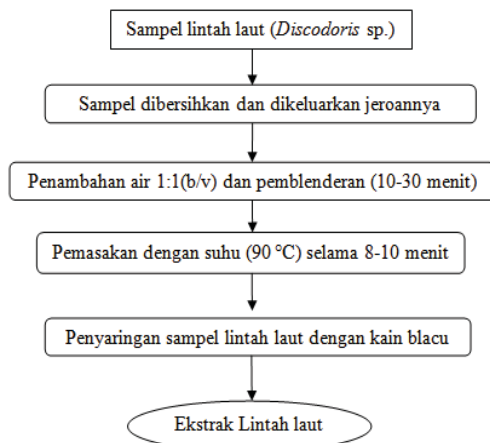 Sampel lintah laut (Discodoris sp.)
Sampel dibersihkan dan dikeluarkan jeroannya
Penambahan air 1:1(b/v) dan pemblenderan (10-30 menit)
Pemasakan dengan suhu (90 °C) selama 8-10 menit
Penyaringan sampel lintah laut dengan kain blacu
Ekstrak Lintah laut